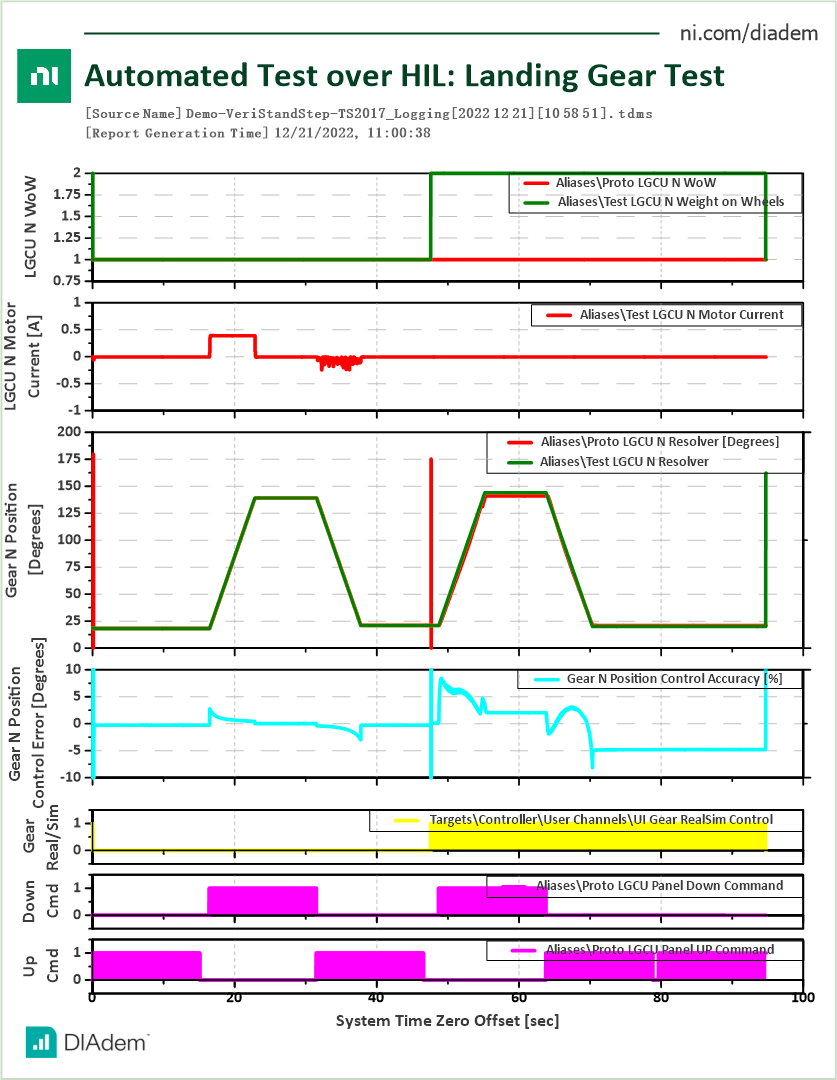 ni.com/diadem
ni
Automated Test over HIL: Landing Gear Test
[Source Name] Demo-VeriStandStep-TS2017_Logging[2022 12 21][10 58 51]. tdms
[Report Generation Time] 12/21/2022, 11:00:38
LGCU N WoW
2
1.75
1.5
1.25
1
0.75
Aliases\Proto LGCU N WoW
Aliases\Test LGCU N Weight on Wheels
LGCU N Motor
Current [A]
1
0.5
0
-0.5
-1
Aliases\Test LGCU N Motor Current
Gear N Position
[Degrees]
200
175
150
125
100
75
50
25
0
Aliases\Proto LGCU N Resolver [Degrees]
Aliases\Test LGCU N Resolver
Gear N Position
Control Error [Degrees]
10
5
0
-5
-10
Gear N Position Control Accuracy [%]
Gear
Real/Sim
1
0
Targets\Controller\User Channels\UI Gear RealSim Control
Down
Cmd
1
0
Aliases\Proto LGCU Panel Down Command
Up
Cmd
1
0
Aliases\Proto LGCU Panel UP Command
0 20 40 60 80 100
System Time Zero Offset [sec]
DIAdem™